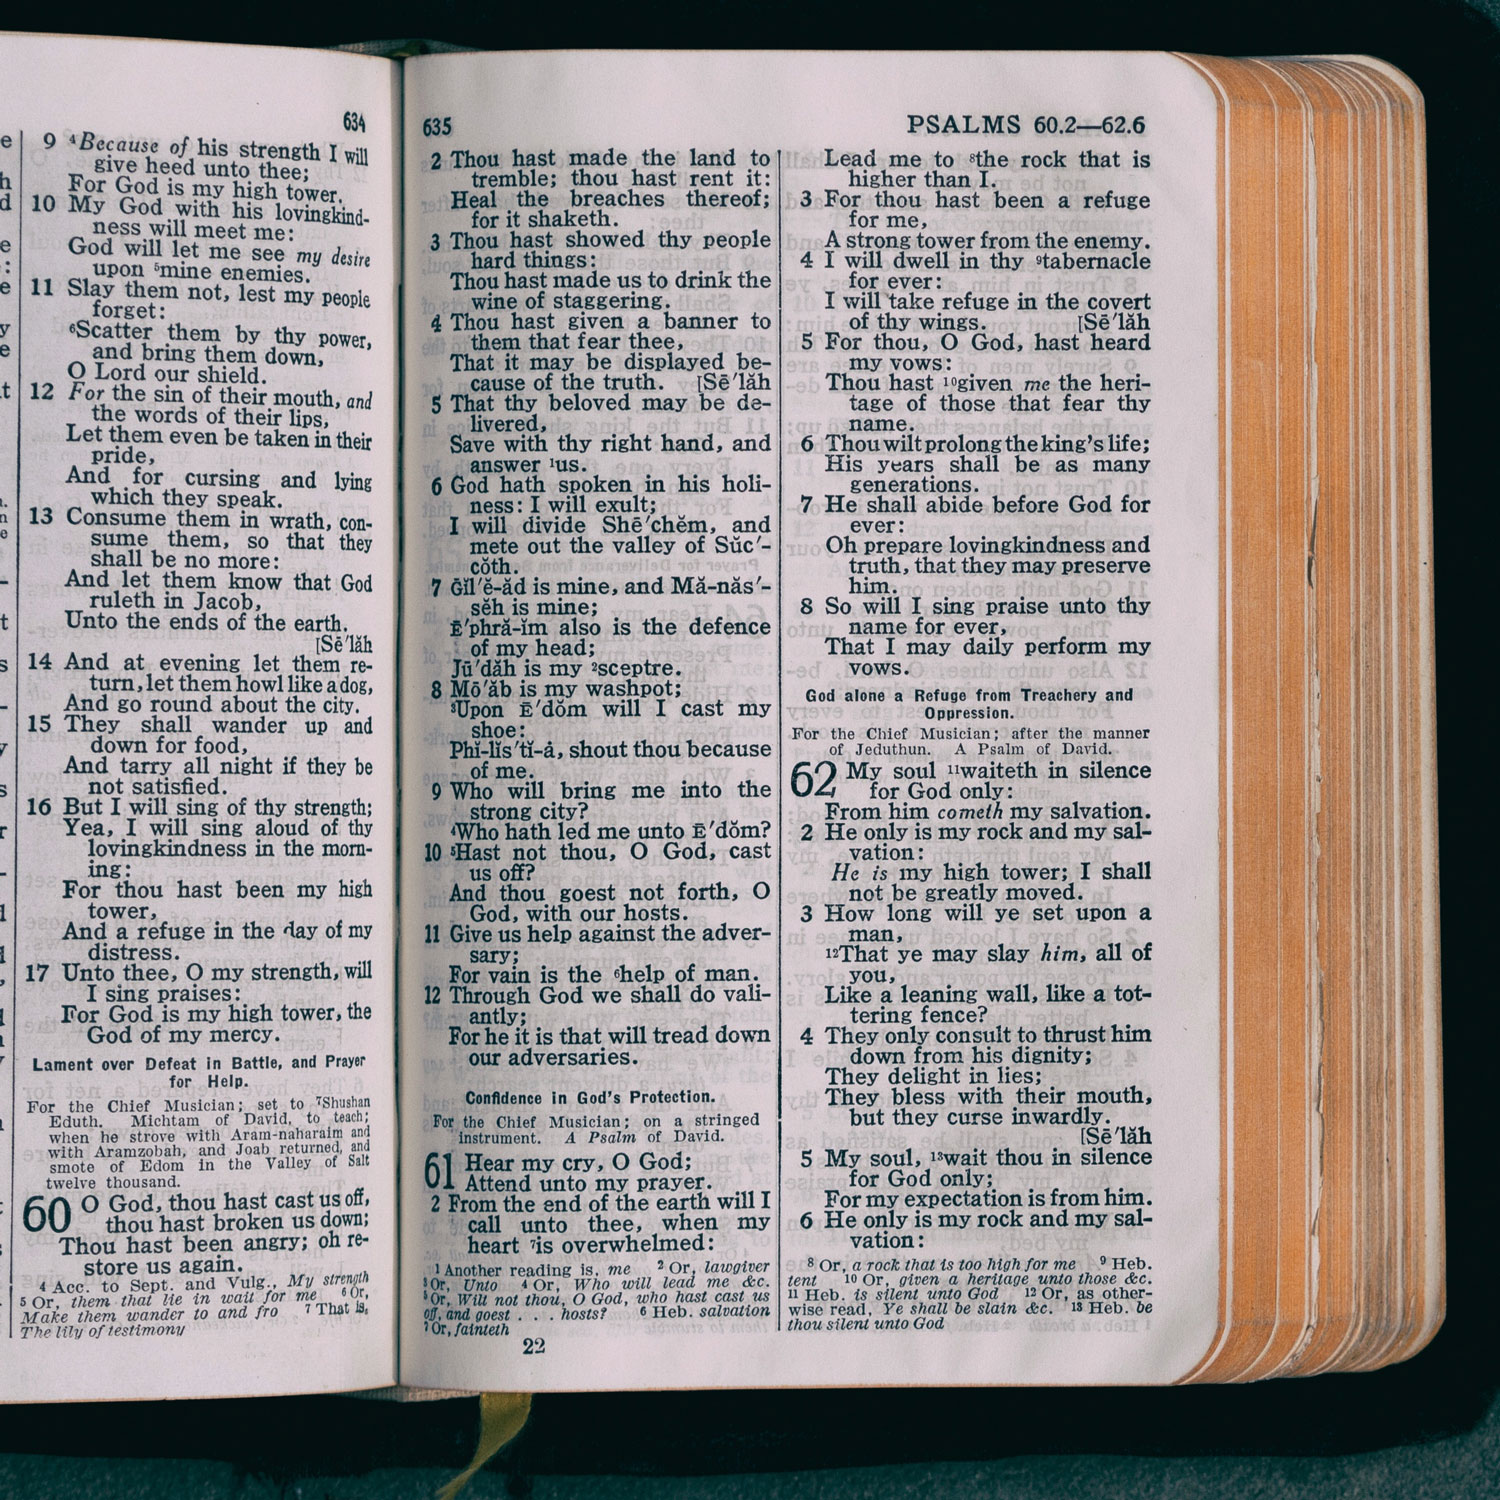 634
9 ⁴Because of his strength I will
give heed unto thee;
For God is my high tower.
10 My God with his lovingkind-
ness will meet me:
God will let me see my desire
upon ⁵mine enemies.
11 Slay them not, lest my people
forget:
⁶Scatter them by thy power,
and bring them down,
O Lord our shield.
12 For the sin of their mouth, and
the words of their lips,
Let them even be taken in their
pride,
And for cursing and lying
which they speak.
13 Consume them in wrath, con-
sume them, so that they
shall be no more:
And let them know that God
ruleth in Jacob,
Unto the ends of the earth.
[Sē′lăh
14 And at evening let them re-
turn, let them howl like a dog,
And go round about the city.
15 They shall wander up and
down for food,
And tarry all night if they be
not satisfied.
16 But I will sing of thy strength;
Yea, I will sing aloud of thy
lovingkindness in the morn-
ing:
For thou hast been my high
tower,
And a refuge in the day of my
distress.
17 Unto thee, O my strength, will
I sing praises:
For God is my high tower, the
God of my mercy.
Lament over Defeat in Battle, and Prayer
for Help.
For the Chief Musician; set to ⁷Shushan
Eduth. Michtam of David, to teach;
when he strove with Aram-naharaim and
with Aramzobah, and Joab returned, and
smote of Edom in the Valley of Salt
twelve thousand.
60 O God, thou hast cast us off,
thou hast broken us down;
Thou hast been angry; oh re-
store us again.
4 Acc. to Sept. and Vulg., My strength
5 Or, them that lie in wait for me 6 Or,
Make them wander to and fro 7 That is,
The lily of testimony
635
PSALMS 60.2—62.6
2 Thou hast made the land to
tremble; thou hast rent it:
Heal the breaches thereof;
for it shaketh.
3 Thou hast showed thy people
hard things:
Thou hast made us to drink the
wine of staggering.
4 Thou hast given a banner to
them that fear thee,
That it may be displayed be-
cause of the truth. [Sē′lăh
5 That thy beloved may be de-
livered,
Save with thy right hand, and
answer ¹us.
6 God hath spoken in his holi-
ness: I will exult;
I will divide Shē′chĕm, and
mete out the valley of Sŭc′-
cŏth.
7 Gĭl′ĕ-ăd is mine, and Mă-năs′-
sĕh is mine;
Ē′phră-ĭm also is the defence
of my head;
Jū′dăh is my ²sceptre.
8 Mō′ăb is my washpot;
³Upon Ē′dŏm will I cast my
shoe:
Phĭ-lĭs′tĭ-ȧ, shout thou because
of me.
9 Who will bring me into the
strong city?
⁴Who hath led me unto Ē′dŏm?
10 ⁵Hast not thou, O God, cast
us off?
And thou goest not forth, O
God, with our hosts.
11 Give us help against the adver-
sary;
For vain is the ⁶help of man.
12 Through God we shall do vali-
antly;
For he it is that will tread down
our adversaries.
Confidence in God's Protection.
For the Chief Musician; on a stringed
instrument. A Psalm of David.
61 Hear my cry, O God;
Attend unto my prayer.
2 From the end of the earth will I
call unto thee, when my
heart ⁷is overwhelmed:
1 Another reading is, me 2 Or, lawgiver
3 Or, Unto 4 Or, Who will lead me &c.
5 Or, Will not thou, O God, who hast cast us
off, and goest . . . hosts? 6 Heb. salvation
7 Or, fainteth
22
Lead me to ⁸the rock that is
higher than I.
3 For thou hast been a refuge
for me,
A strong tower from the enemy.
4 I will dwell in thy ⁹tabernacle
for ever:
I will take refuge in the covert
of thy wings. [Sē′lăh
5 For thou, O God, hast heard
my vows:
Thou hast ¹⁰given me the heri-
tage of those that fear thy
name.
6 Thou wilt prolong the king's life;
His years shall be as many
generations.
7 He shall abide before God for
ever:
Oh prepare lovingkindness and
truth, that they may preserve
him.
8 So will I sing praise unto thy
name for ever,
That I may daily perform my
vows.
God alone a Refuge from Treachery and
Oppression.
For the Chief Musician; after the manner
of Jeduthun. A Psalm of David.
62 My soul ¹¹waiteth in silence
for God only:
From him cometh my salvation.
2 He only is my rock and my sal-
vation:
He is my high tower; I shall
not be greatly moved.
3 How long will ye set upon a
man,
¹²That ye may slay him, all of
you,
Like a leaning wall, like a tot-
tering fence?
4 They only consult to thrust him
down from his dignity;
They delight in lies;
They bless with their mouth,
but they curse inwardly.
[Sē′lăh
5 My soul, ¹³wait thou in silence
for God only;
For my expectation is from him.
6 He only is my rock and my sal-
vation:
8 Or, a rock that is too high for me 9 Heb.
tent 10 Or, given a heritage unto those &c.
11 Heb. is silent unto God 12 Or, as other-
wise read, Ye shall be slain &c. 13 Heb. be
thou silent unto God